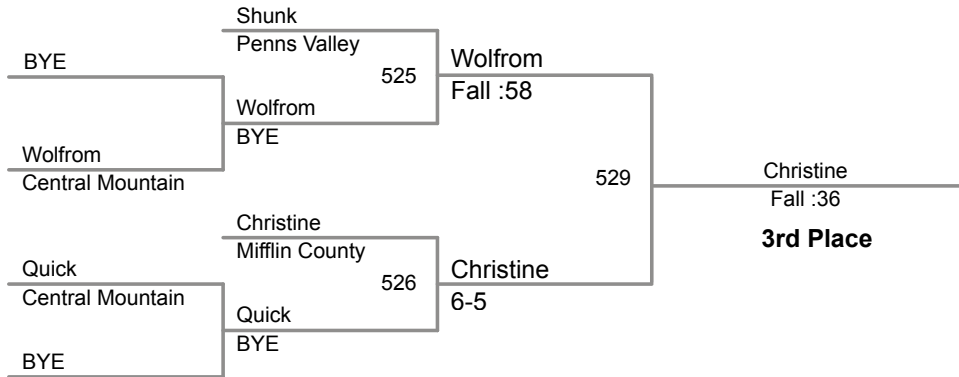 Shunk
Penns Valley
BYE
525
Wolfrom
Fall :58
Wolfrom
BYE
Wolfrom
Central Mountain
529
Christine
Fall :36
3rd Place
Christine
Mifflin County
Quick
Central Mountain
526
Christine
6-5
Quick
BYE
BYE